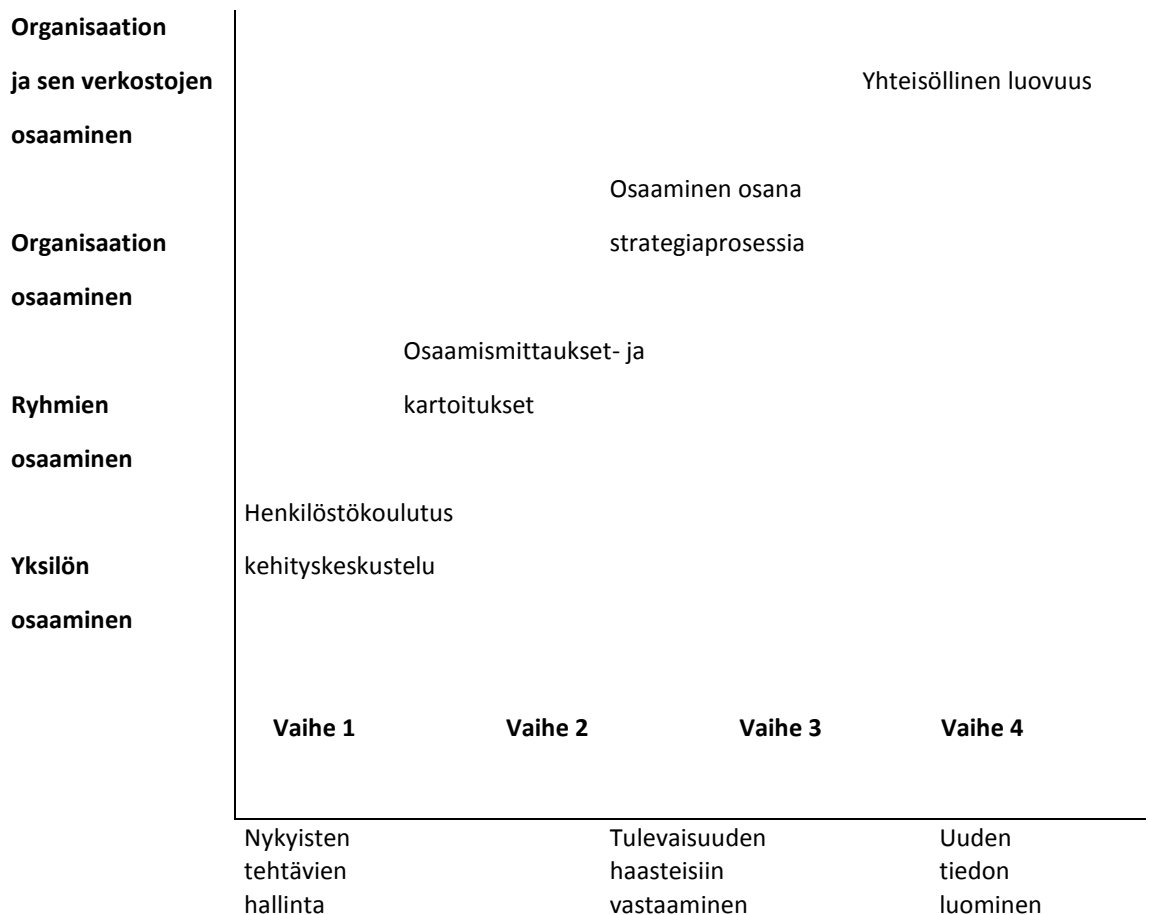 Organisaation
ja sen verkostojen Yhteisöllinen luovuus
osaaminen
Osaaminen osana
Organisaation strategiaprosessia
osaaminen
Osaamismittaukset- ja
Ryhmien kartoitukset
osaaminen
Henkilöstökoulutus
Yksilön kehityskeskustelu
osaaminen
Vaihe 1 Vaihe 2 Vaihe 3 Vaihe 4
Nykyisten Tulevaisuuden Uuden
tehtävien haasteisiin tiedon
hallinta vastaaminen luominen